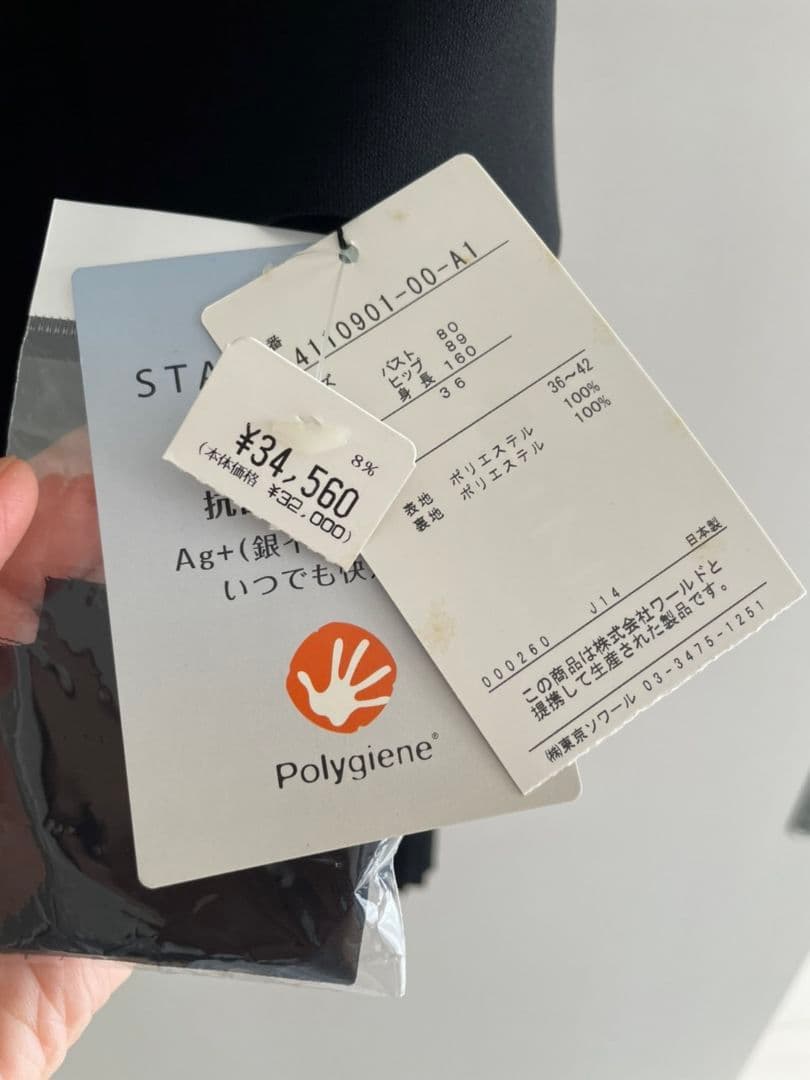 番
4110901-00-A1
ズ
バスト 80
ヒップ 89
身長 160
36
36〜42
表地 ポリエステル 100%
裏地 ポリエステル 100%
000260 J14 日本製
この商品は株式会社ワールドと
提携して生産された製品です。
㈱東京ソワール 03-3475-1251
¥34,560
8%
(本体価格 ¥32,000)
STA
抗
Ag+(銀イ
いつでも快
Polygiene®